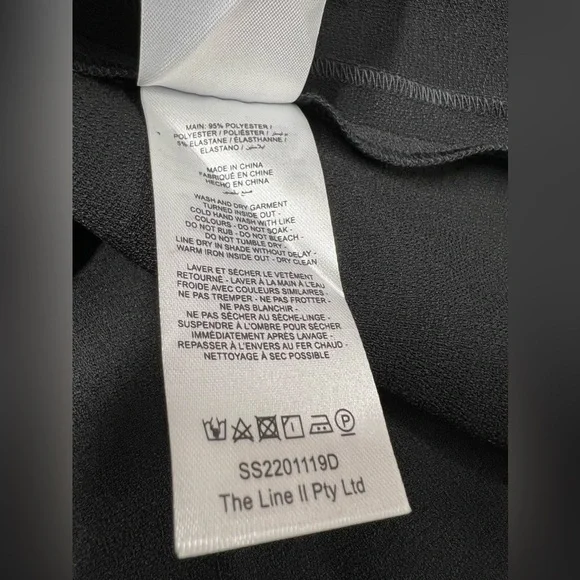 MAIN: 95% POLYESTER /
POLYESTER / POLIÉSTER / بوليستر
5% ELASTANE / ÉLASTHANNE /
ELASTANO / ايلاستين
MADE IN CHINA
FABRIQUÉ EN CHINE
HECHO EN CHINA
صنع في الصين
WASH AND DRY GARMENT
TURNED INSIDE OUT -
COLD HAND WASH WITH LIKE
COLOURS - DO NOT SOAK -
DO NOT RUB - DO NOT BLEACH -
DO NOT TUMBLE DRY -
LINE DRY IN SHADE WITHOUT DELAY -
WARM IRON INSIDE OUT - DRY CLEAN
LAVER ET SÉCHER LE VÊTEMENT
RETOURNÉ - LAVER À LA MAIN À L'EAU
FROIDE AVEC COULEURS SIMILAIRES
NE PAS TREMPER - NE PAS FROTTER -
NE PAS BLANCHIR -
NE PAS SÉCHER AU SÈCHE-LINGE -
SUSPENDRE À L'OMBRE POUR SÉCHER
IMMÉDIATEMENT APRÈS LAVAGE -
REPASSER À L'ENVERS AU FER CHAUD -
NETTOYAGE À SEC POSSIBLE
P
SS2201119D
The Line II Pty Ltd